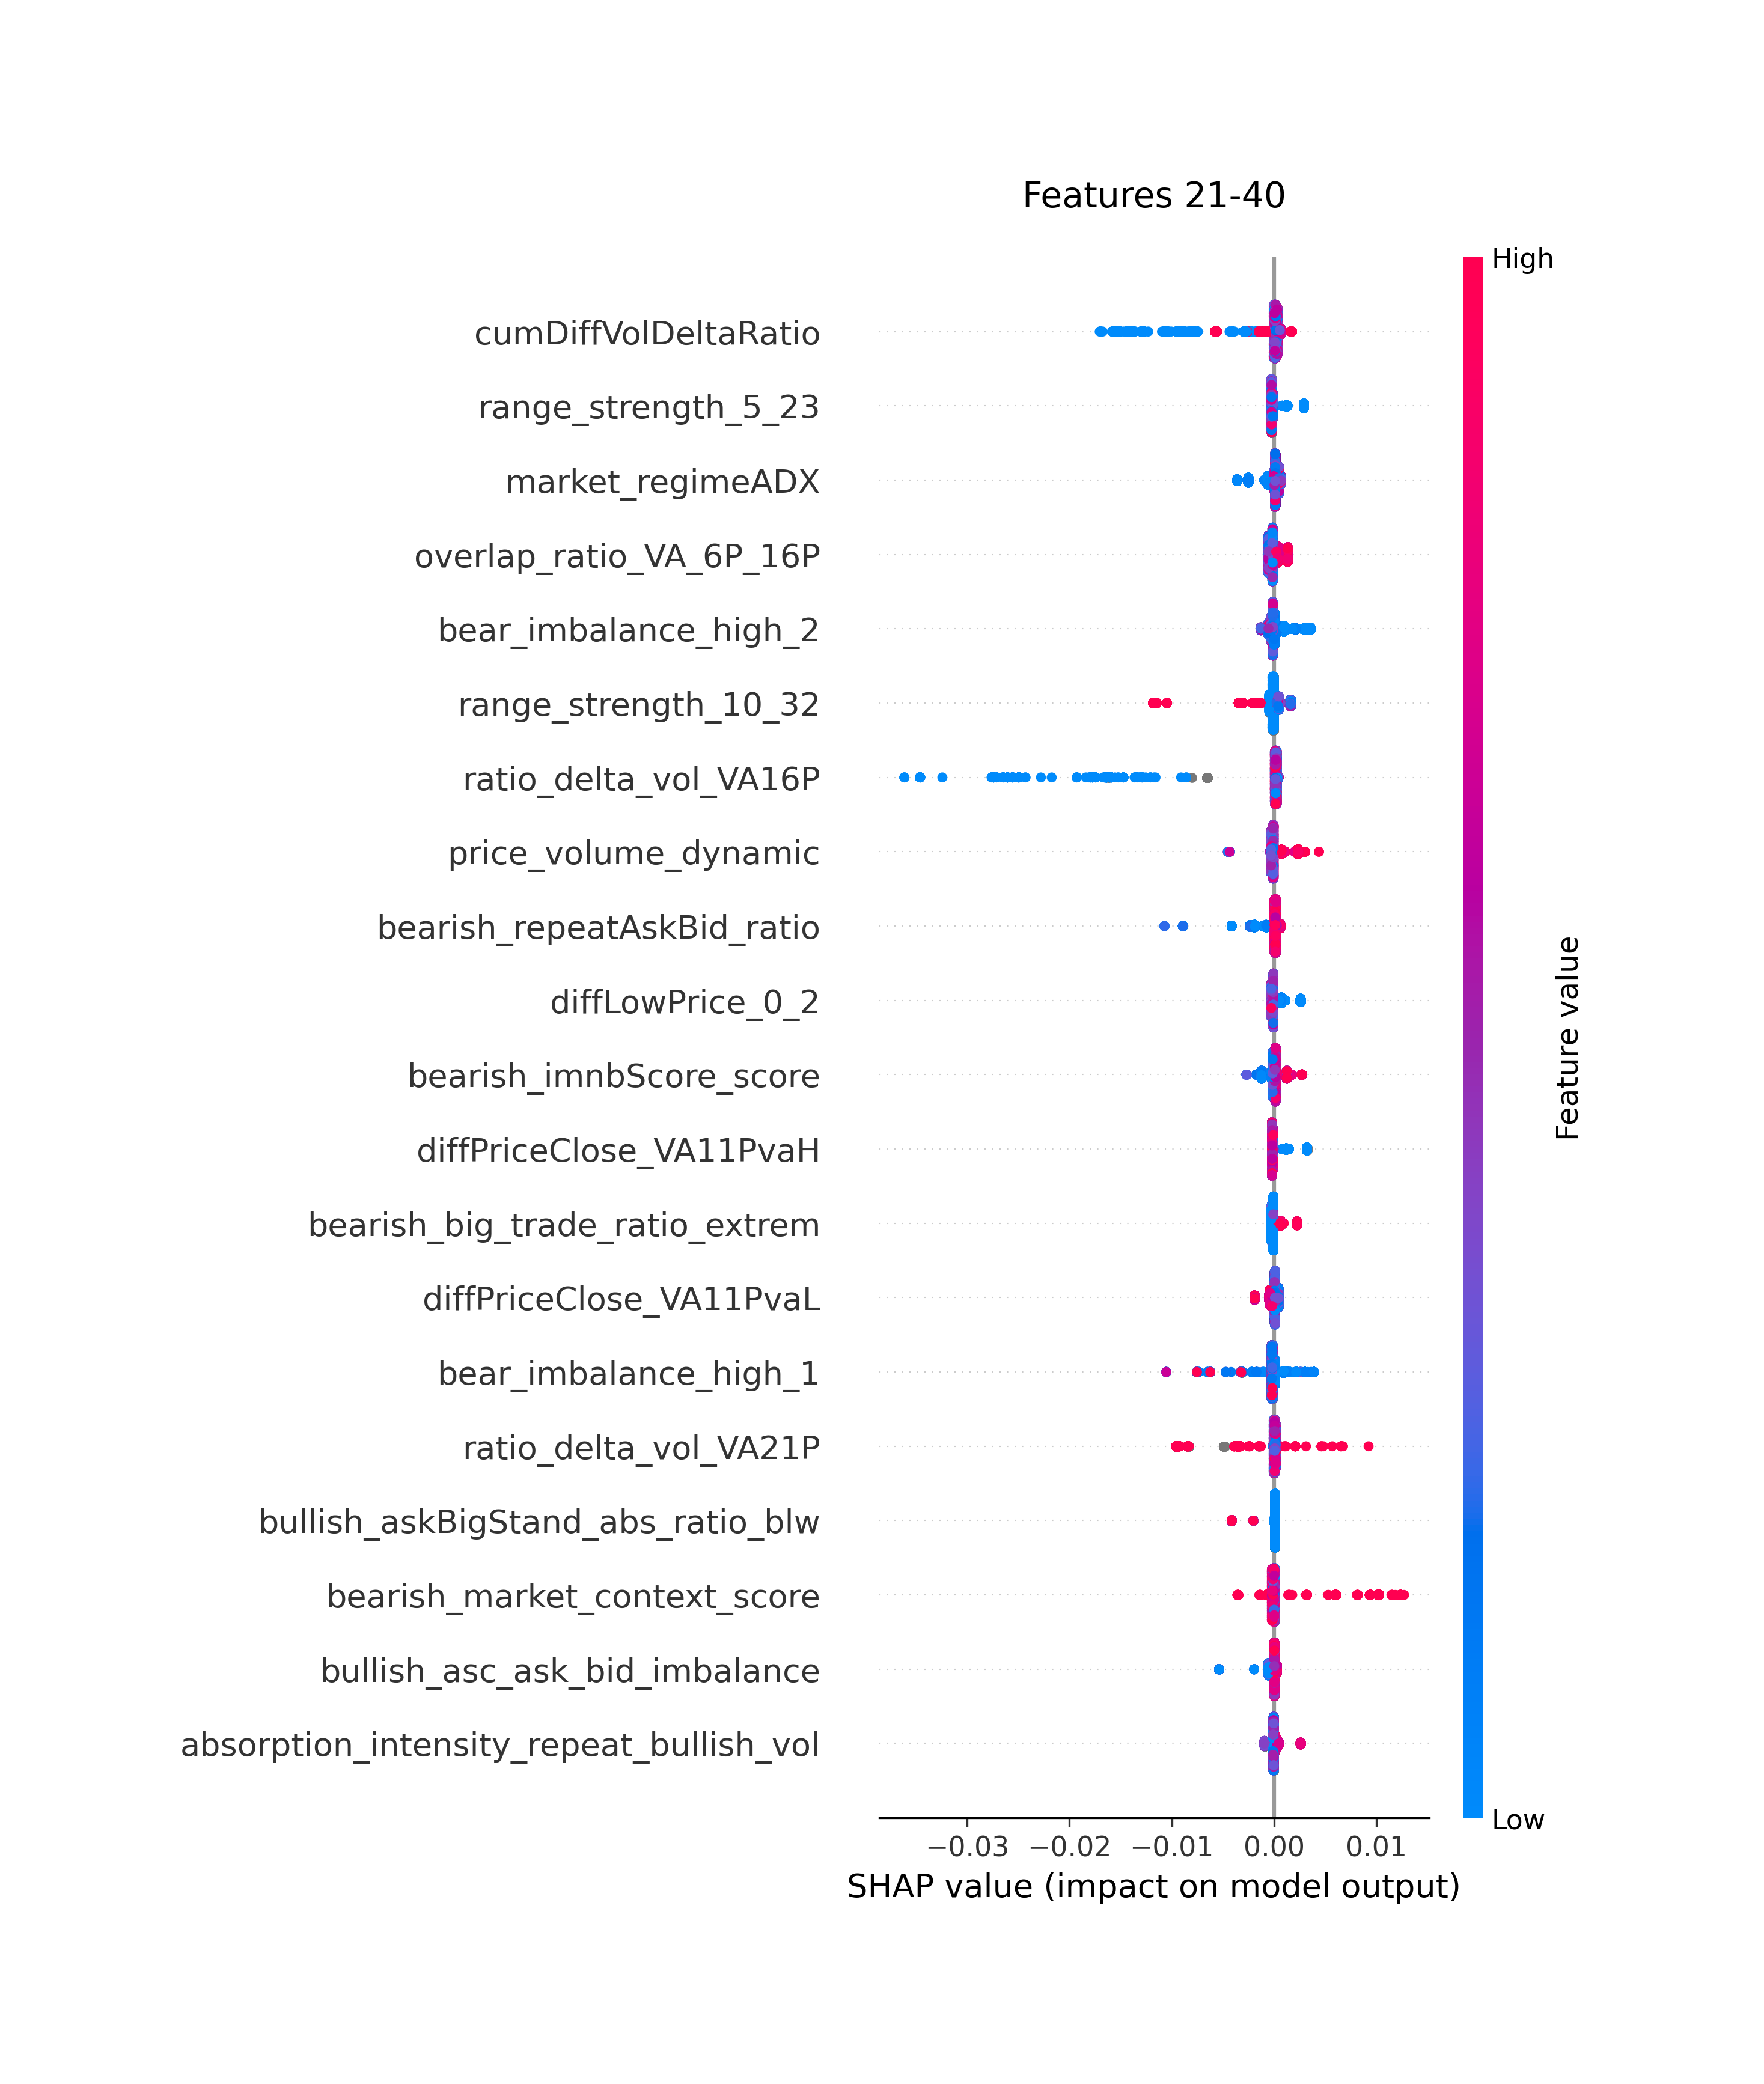 Features 21-40
High
cumDiffVolDeltaRatio
range_strength_5_23
market_regimeADX
overlap_ratio_VA_6P_16P
bear_imbalance_high_2
range_strength_10_32
ratio_delta_vol_VA16P
price_volume_dynamic
bearish_repeatAskBid_ratio
diffLowPrice_0_2
bearish_imnbScore_score
diffPriceClose_VA11PvaH
bearish_big_trade_ratio_extrem
diffPriceClose_VA11PvaL
bear_imbalance_high_1
ratio_delta_vol_VA21P
bullish_askBigStand_abs_ratio_blw
bearish_market_context_score
bullish_asc_ask_bid_imbalance
absorption_intensity_repeat_bullish_vol
Feature value
Low
−0.03 −0.02 −0.01 0.00 0.01
SHAP value (impact on model output)